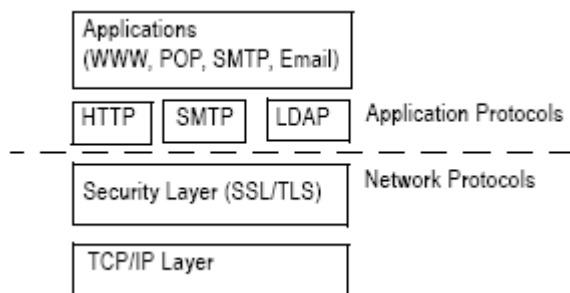 Applications
(WWW, POP, SMTP, Email)
HTTP SMTP LDAP Application Protocols
Network Protocols
Security Layer (SSL/TLS)
TCP/IP Layer